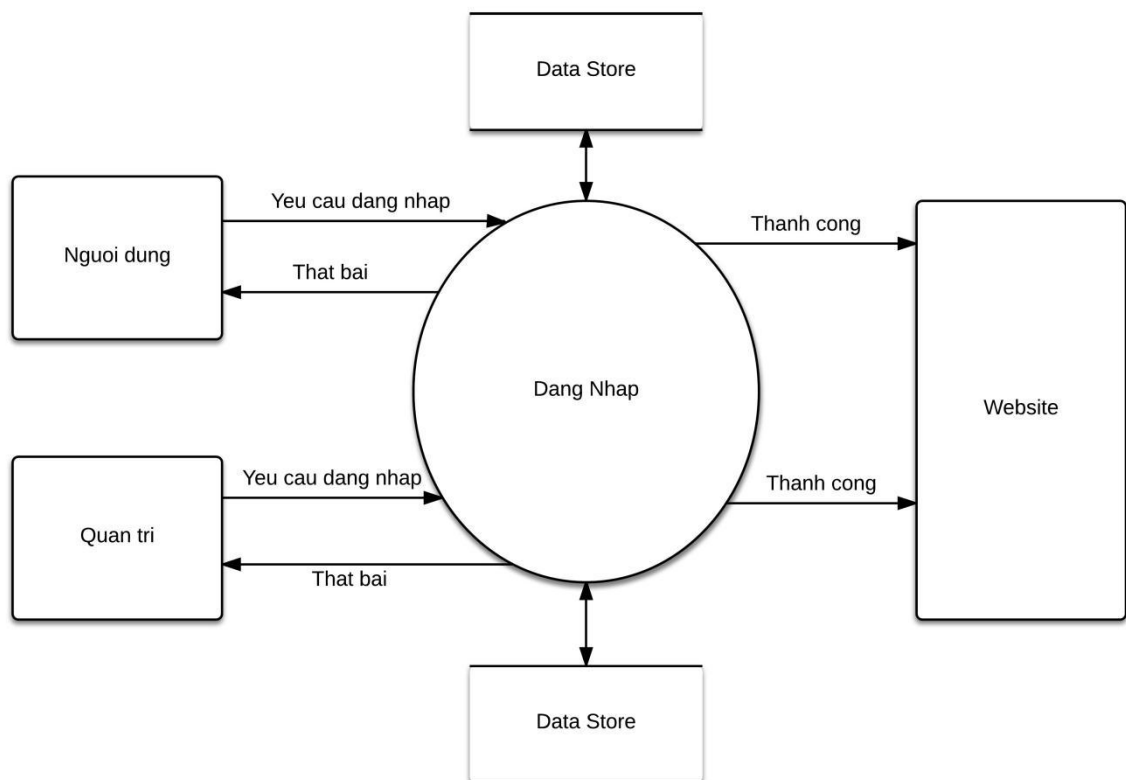 Data Store
Yeu cau dang nhap
Nguoi dung
That bai
Thanh cong
Dang Nhap
Website
Yeu cau dang nhap
Quan tri
That bai
Thanh cong
Data Store